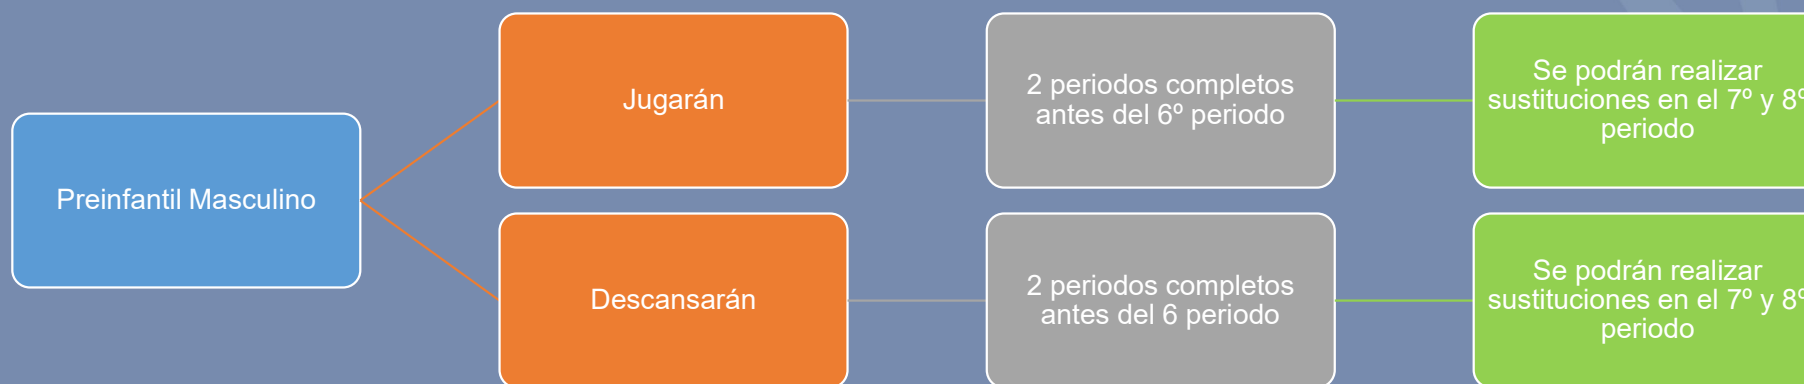 Preinfantil Masculino
Jugarán
2 periodos completos
antes del 6º periodo
Se podrán realizar
sustituciones en el 7º y 8º
periodo
Descansarán
2 periodos completos
antes del 6 periodo
Se podrán realizar
sustituciones en el 7º y 8º
periodo